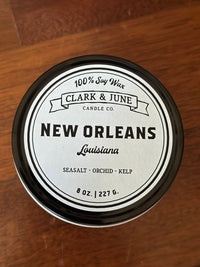 100% Soy Wax
CLARK & JUNE
CANDLE CO.
NEW ORLEANS
Louisiana
SEASALT · ORCHID · KELP
8 OZ. | 227 G.